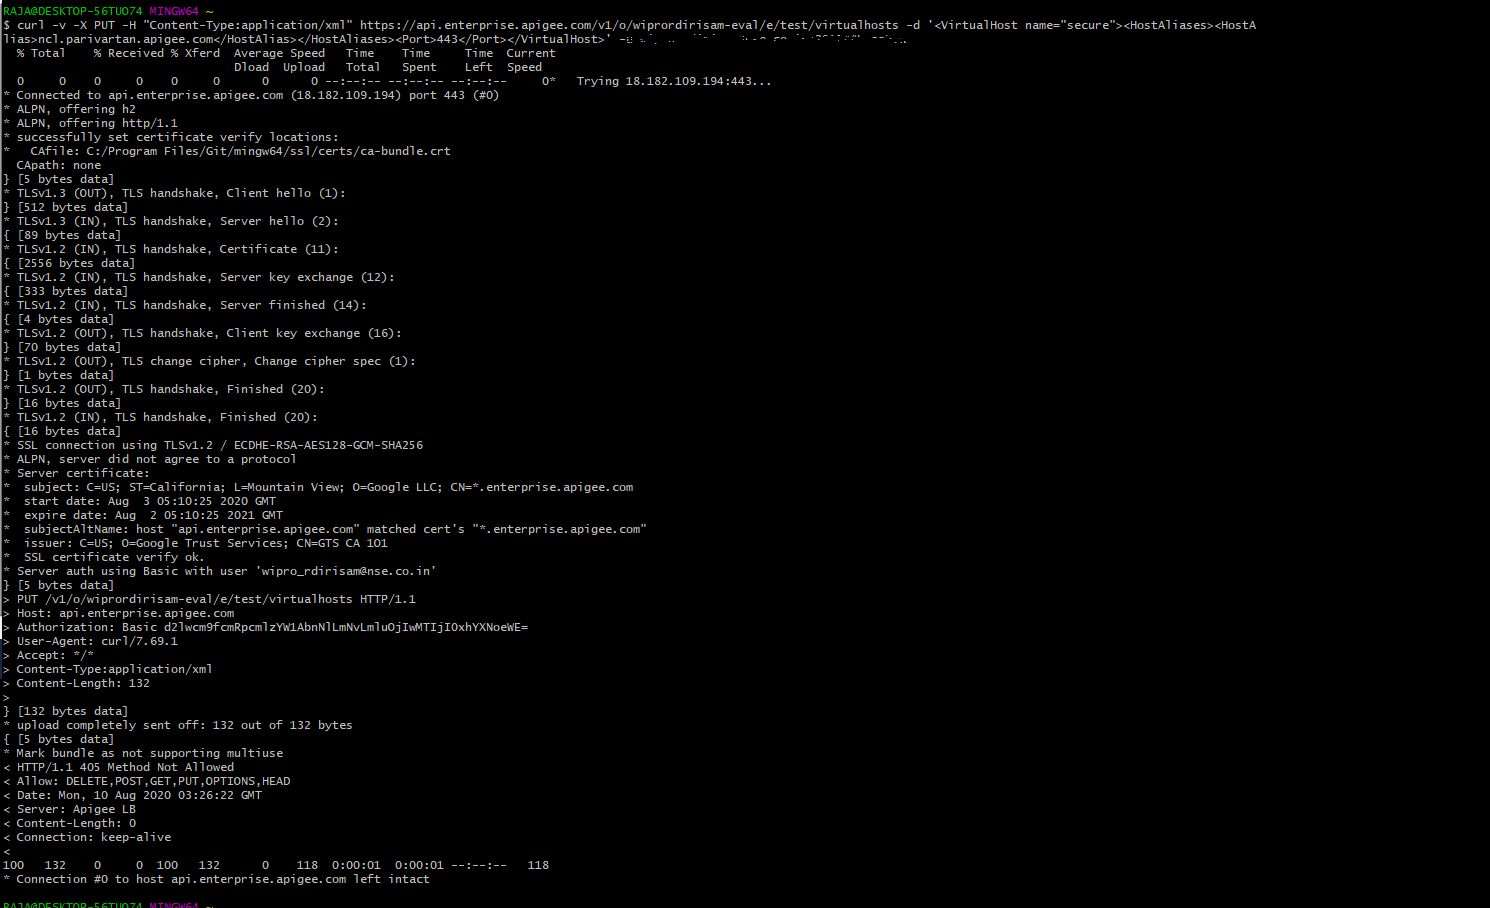 RAJA@DESKTOP-56TUO74 MINGW64 ~
$ curl -v -X PUT -H "Content-Type:application/xml" https://api.enterprise.apigee.com/v1/o/wiprordirisam-eval/e/test/virtualhosts -d '<VirtualHost name="secure"><HostAliases><HostA
lias>ncl.parivartan.apigee.com</HostAlias></HostAliases><Port>443</Port></VirtualHost>'
% Total % Received % Xferd Average Speed Time Time Time Current
Dload Upload Total Spent Left Speed
0 0 0 0 0 0 0 0 --:--:-- --:--:-- --:--:-- 0* Trying 18.182.109.194:443...
* Connected to api.enterprise.apigee.com (18.182.109.194) port 443 (#0)
* ALPN, offering h2
* ALPN, offering http/1.1
* successfully set certificate verify locations:
* CAfile: C:/Program Files/Git/mingw64/ssl/certs/ca-bundle.crt
CApath: none
} [5 bytes data]
* TLSv1.3 (OUT), TLS handshake, Client hello (1):
} [512 bytes data]
* TLSv1.3 (IN), TLS handshake, Server hello (2):
{ [89 bytes data]
* TLSv1.2 (IN), TLS handshake, Certificate (11):
{ [2556 bytes data]
* TLSv1.2 (IN), TLS handshake, Server key exchange (12):
{ [333 bytes data]
* TLSv1.2 (IN), TLS handshake, Server finished (14):
{ [4 bytes data]
* TLSv1.2 (OUT), TLS handshake, Client key exchange (16):
} [70 bytes data]
* TLSv1.2 (OUT), TLS change cipher, Change cipher spec (1):
} [1 bytes data]
* TLSv1.2 (OUT), TLS handshake, Finished (20):
} [16 bytes data]
* TLSv1.2 (IN), TLS handshake, Finished (20):
{ [16 bytes data]
* SSL connection using TLSv1.2 / ECDHE-RSA-AES128-GCM-SHA256
* ALPN, server did not agree to a protocol
* Server certificate:
* subject: C=US; ST=California; L=Mountain View; O=Google LLC; CN=*.enterprise.apigee.com
* start date: Aug 3 05:10:25 2020 GMT
* expire date: Aug 2 05:10:25 2021 GMT
* subjectAltName: host "api.enterprise.apigee.com" matched cert's "*.enterprise.apigee.com"
* issuer: C=US; O=Google Trust Services; CN=GTS CA 1O1
* SSL certificate verify ok.
* Server auth using Basic with user 'wipro_rdirisam@nse.co.in'
} [5 bytes data]
> PUT /v1/o/wiprordirisam-eval/e/test/virtualhosts HTTP/1.1
> Host: api.enterprise.apigee.com
> Authorization: Basic
> User-Agent: curl/7.69.1
> Accept: */*
> Content-Type:application/xml
> Content-Length: 132
>
} [132 bytes data]
* upload completely sent off: 132 out of 132 bytes
{ [5 bytes data]
* Mark bundle as not supporting multiuse
< HTTP/1.1 405 Method Not Allowed
< Allow: DELETE,POST,GET,PUT,OPTIONS,HEAD
< Date: Mon, 10 Aug 2020 03:26:22 GMT
< Server: Apigee LB
< Content-Length: 0
< Connection: keep-alive
<
100 132 0 0 100 132 0 118 0:00:01 0:00:01 --:--:-- 118
* Connection #0 to host api.enterprise.apigee.com left intact
RAJA@DESKTOP-56TUO74 MINGW64 ~